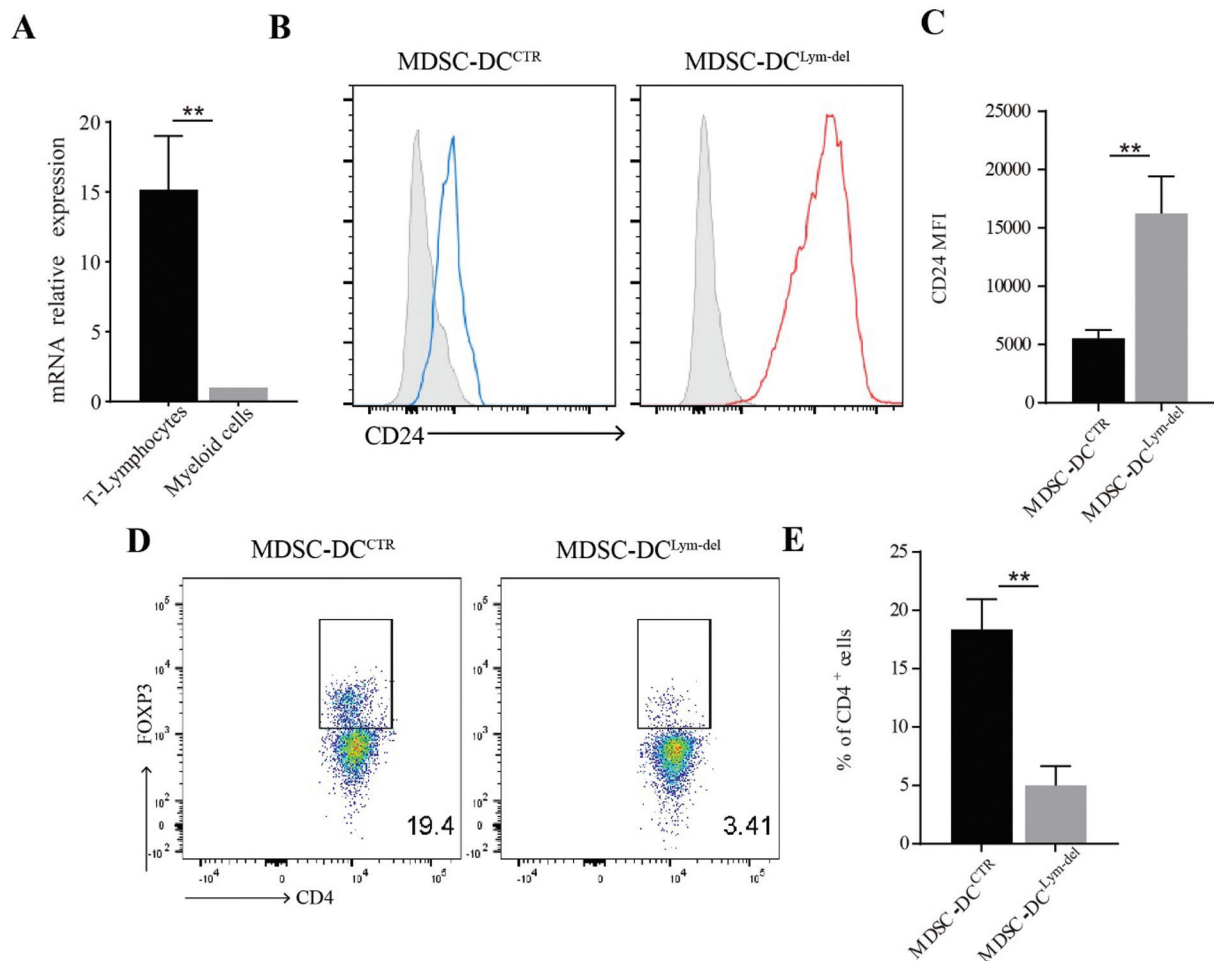 A
mRNA relative expression
20
15
10
5
0
**
T-Lymphocytes
Myeloid cells
B
MDSC-DC^CTR
MDSC-DC^Lym-del
CD24
C
CD24 MFI
25000
20000
15000
10000
5000
0
**
MDSC-DC^CTR
MDSC-DC^Lym-del
D
MDSC-DC^CTR
MDSC-DC^Lym-del
FOXP3
10^5
10^4
10^3
10^2
0
-10^2
19.4
-10^4
0
10^4
10^5
CD4
10^5
10^4
10^3
10^2
0
-10^2
3.41
-10^4
0
10^4
10^5
E
% of CD4^+ cells
25
20
15
10
5
0
**
MDSC-DC^CTR
MDSC-DC^Lym-del